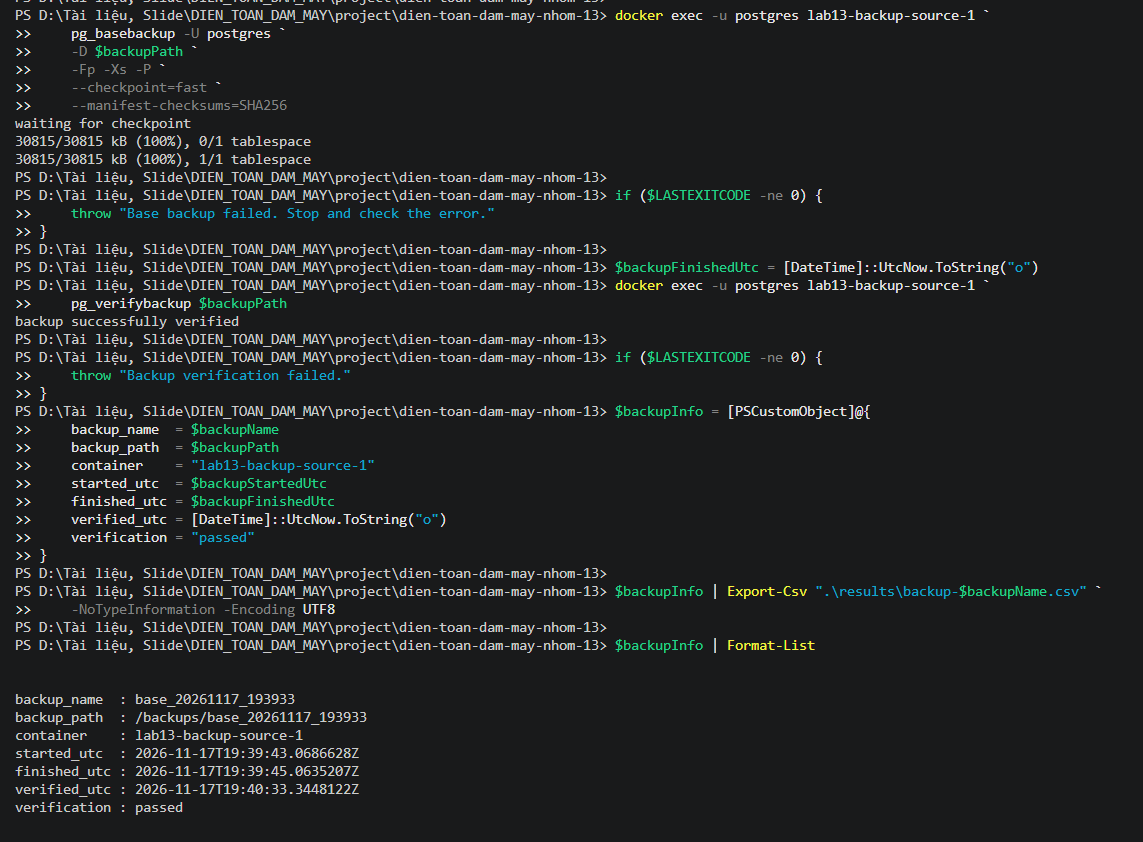 PS D:\Tài liệu, Slide\DIEN_TOAN_DAM_MAY\project\dien-toan-dam-may-nhom-13>
PS D:\Tài liệu, Slide\DIEN_TOAN_DAM_MAY\project\dien-toan-dam-may-nhom-13> docker exec -u postgres lab13-backup-source-1 `
>>     pg_basebackup -U postgres `
>>     -D $backupPath `
>>     -Fp -Xs -P `
>>     --checkpoint=fast `
>>     --manifest-checksums=SHA256
waiting for checkpoint
30815/30815 kB (100%), 0/1 tablespace
30815/30815 kB (100%), 1/1 tablespace
PS D:\Tài liệu, Slide\DIEN_TOAN_DAM_MAY\project\dien-toan-dam-may-nhom-13>
PS D:\Tài liệu, Slide\DIEN_TOAN_DAM_MAY\project\dien-toan-dam-may-nhom-13> if ($LASTEXITCODE -ne 0) {
>>     throw "Base backup failed. Stop and check the error."
>> }
PS D:\Tài liệu, Slide\DIEN_TOAN_DAM_MAY\project\dien-toan-dam-may-nhom-13>
PS D:\Tài liệu, Slide\DIEN_TOAN_DAM_MAY\project\dien-toan-dam-may-nhom-13> $backupFinishedUtc = [DateTime]::UtcNow.ToString("o")
PS D:\Tài liệu, Slide\DIEN_TOAN_DAM_MAY\project\dien-toan-dam-may-nhom-13> docker exec -u postgres lab13-backup-source-1 `
>>     pg_verifybackup $backupPath
backup successfully verified
PS D:\Tài liệu, Slide\DIEN_TOAN_DAM_MAY\project\dien-toan-dam-may-nhom-13>
PS D:\Tài liệu, Slide\DIEN_TOAN_DAM_MAY\project\dien-toan-dam-may-nhom-13> if ($LASTEXITCODE -ne 0) {
>>     throw "Backup verification failed."
>> }
PS D:\Tài liệu, Slide\DIEN_TOAN_DAM_MAY\project\dien-toan-dam-may-nhom-13> $backupInfo = [PSCustomObject]@{
>>     backup_name  = $backupName
>>     backup_path  = $backupPath
>>     container    = "lab13-backup-source-1"
>>     started_utc  = $backupStartedUtc
>>     finished_utc = $backupFinishedUtc
>>     verified_utc = [DateTime]::UtcNow.ToString("o")
>>     verification = "passed"
>> }
PS D:\Tài liệu, Slide\DIEN_TOAN_DAM_MAY\project\dien-toan-dam-may-nhom-13>
PS D:\Tài liệu, Slide\DIEN_TOAN_DAM_MAY\project\dien-toan-dam-may-nhom-13> $backupInfo | Export-Csv ".\results\backup-$backupName.csv" `
>>     -NoTypeInformation -Encoding UTF8
PS D:\Tài liệu, Slide\DIEN_TOAN_DAM_MAY\project\dien-toan-dam-may-nhom-13>
PS D:\Tài liệu, Slide\DIEN_TOAN_DAM_MAY\project\dien-toan-dam-may-nhom-13> $backupInfo | Format-List
backup_name  : base_20261117_193933
backup_path  : /backups/base_20261117_193933
container    : lab13-backup-source-1
started_utc  : 2026-11-17T19:39:43.0686628Z
finished_utc : 2026-11-17T19:39:45.0635207Z
verified_utc : 2026-11-17T19:40:33.3448122Z
verification : passed